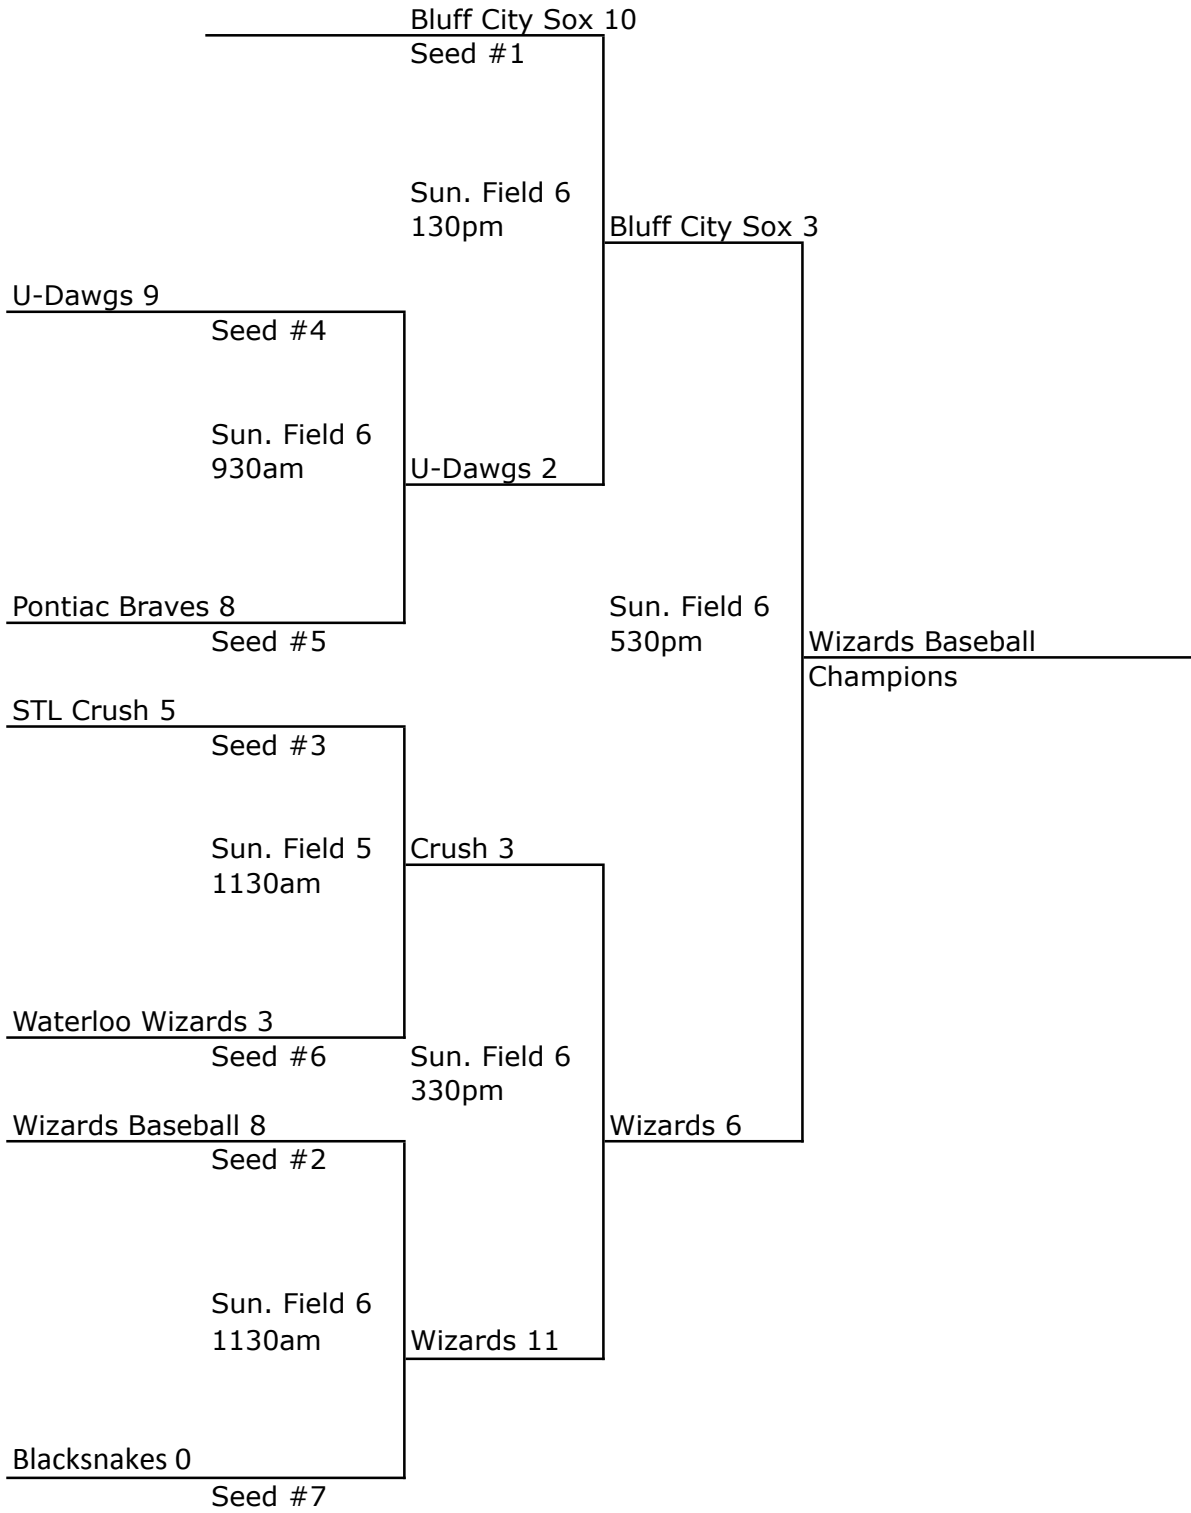 Bluff City Sox 10
Seed #1
Sun. Field 6
130pm
Bluff City Sox 3
U-Dawgs 9
Seed #4
Sun. Field 6
930am
U-Dawgs 2
Pontiac Braves 8
Seed #5
Sun. Field 6
530pm
Wizards Baseball
Champions
STL Crush 5
Seed #3
Sun. Field 5
1130am
Crush 3
Waterloo Wizards 3
Seed #6
Sun. Field 6
330pm
Wizards Baseball 8
Seed #2
Wizards 6
Sun. Field 6
1130am
Wizards 11
Blacksnakes 0
Seed #7